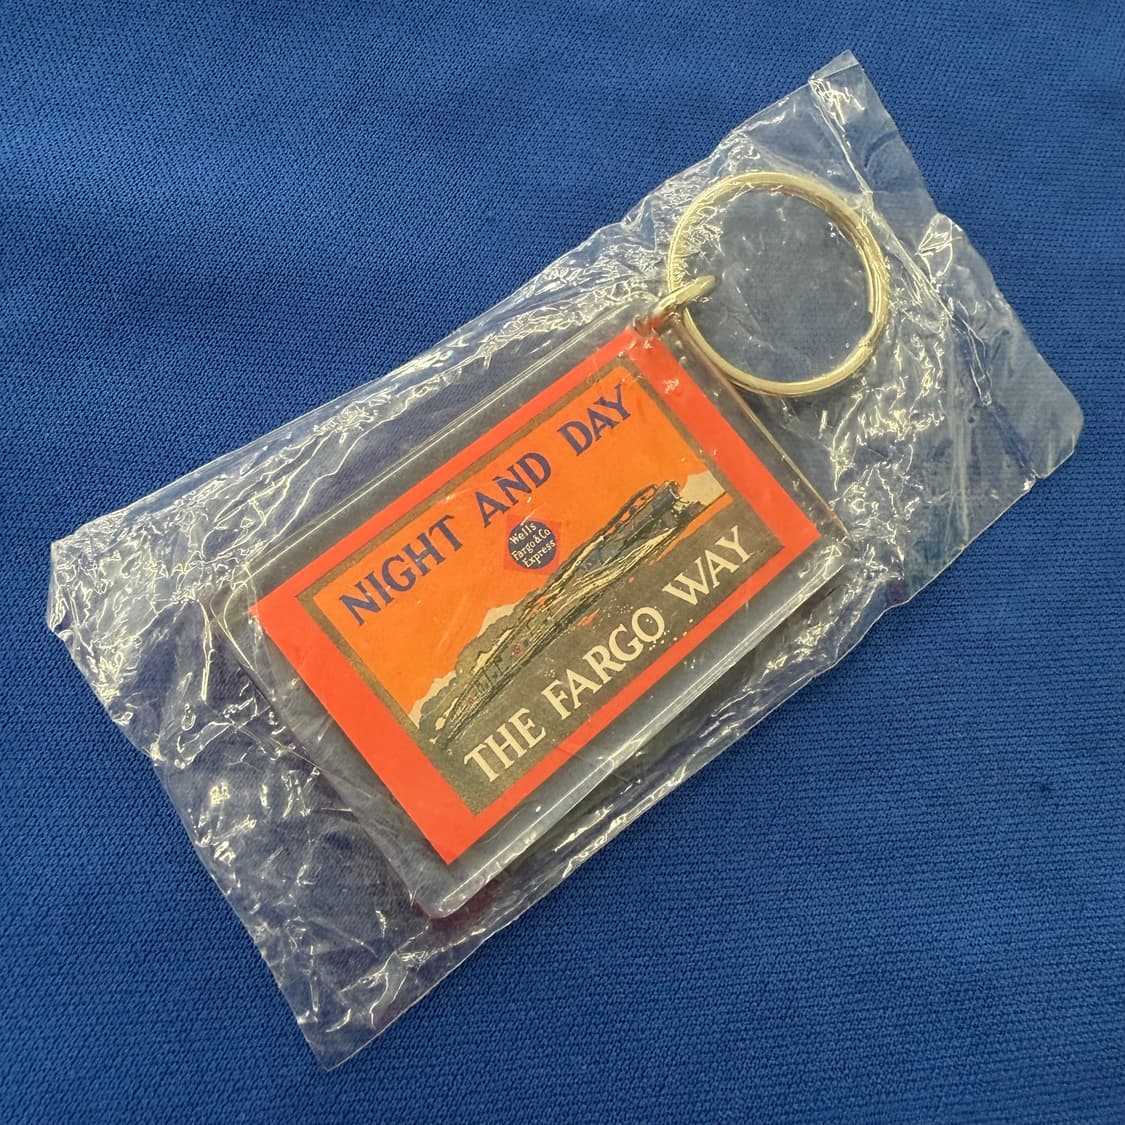 NIGHT AND DAY
Wells
Fargo & Co
Express
THE FARGO WAY